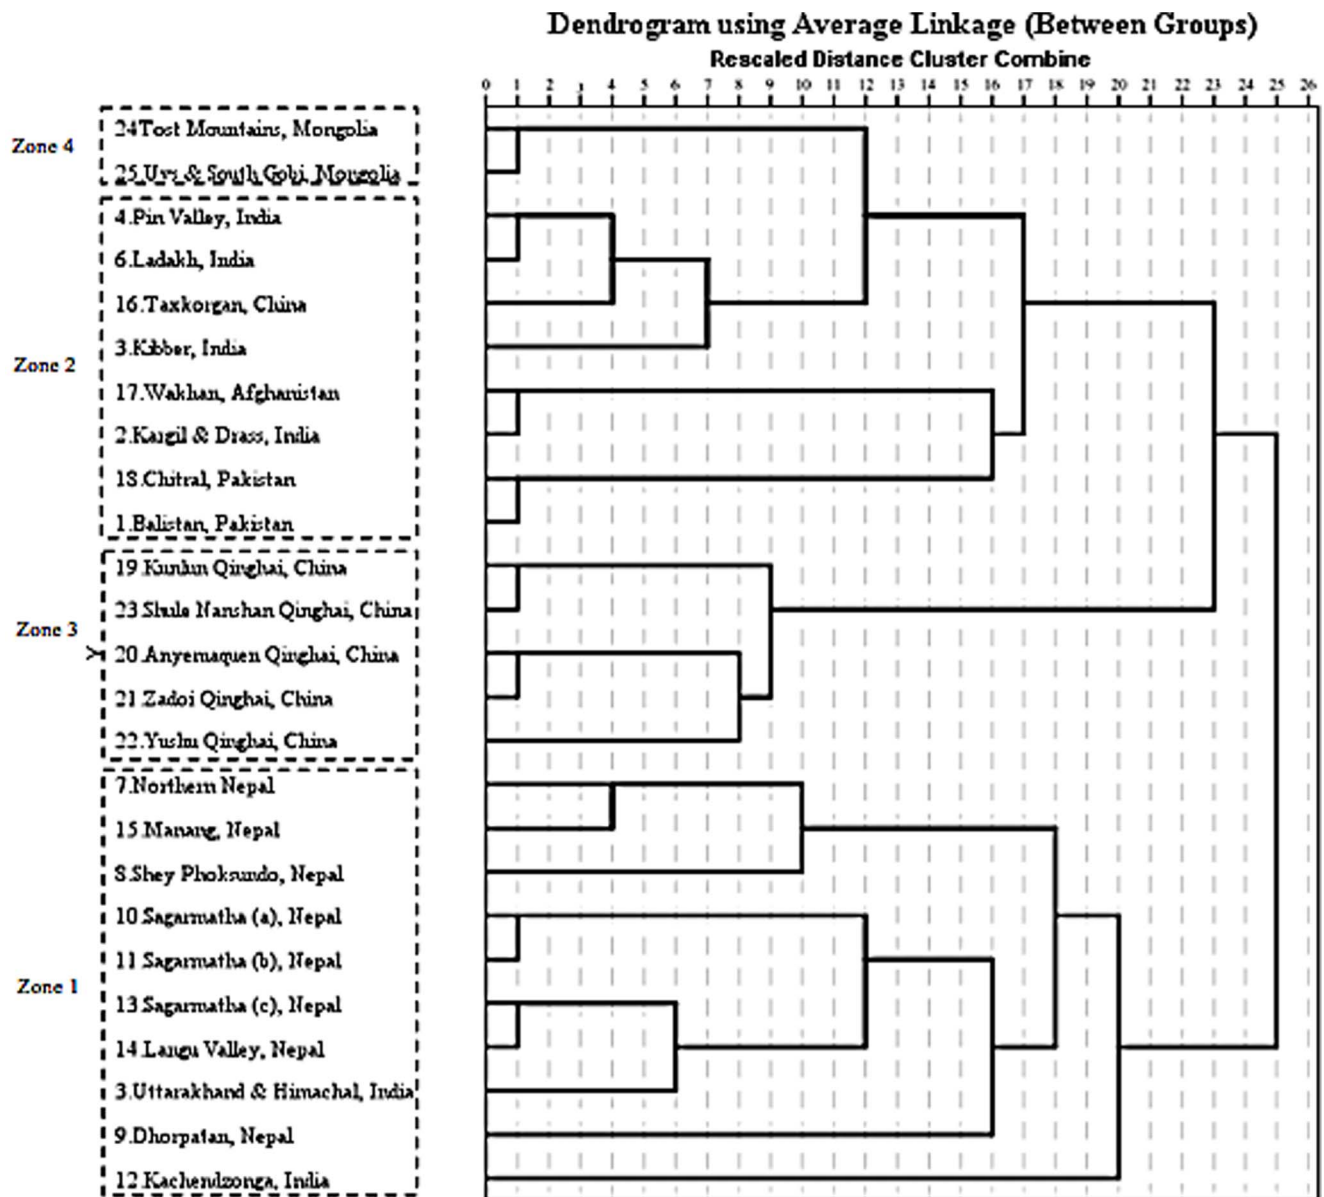 Dendrogram using Average Linkage (Between Groups)
Rescaled Distance Cluster Combine
0 1 2 3 4 5 6 7 8 9 10 11 12 13 14 15 16 17 18 19 20 21 22 23 24 25 26
Zone 4
24 Tost Mountains, Mongolia
25.Uvs & South Gobi, Mongolia
Zone 2
4.Pin Valley, India
6.Ladakh, India
16.Taxkorgan, China
3.Kibber, India
17.Wakhan, Afghanistan
2.Kargil & Drass, India
18.Chitral, Pakistan
1.Balistan, Pakistan
Zone 3
19.Kunlun Qinghai, China
23.Shule Nanshan Qinghai, China
20.Anyemaquen Qinghai, China
21.Zadoi Qinghai, China
22.Yushu Qinghai, China
Zone 1
7.Northern Nepal
15.Manang, Nepal
8.Shey Phoksundo, Nepal
10.Sagarmatha (a), Nepal
11.Sagarmatha (b), Nepal
13.Sagarmatha (c), Nepal
14.Langu Valley, Nepal
3.Uttarakhand & Himachal, India
9.Dhorpatan, Nepal
12.Kachendzonga, India